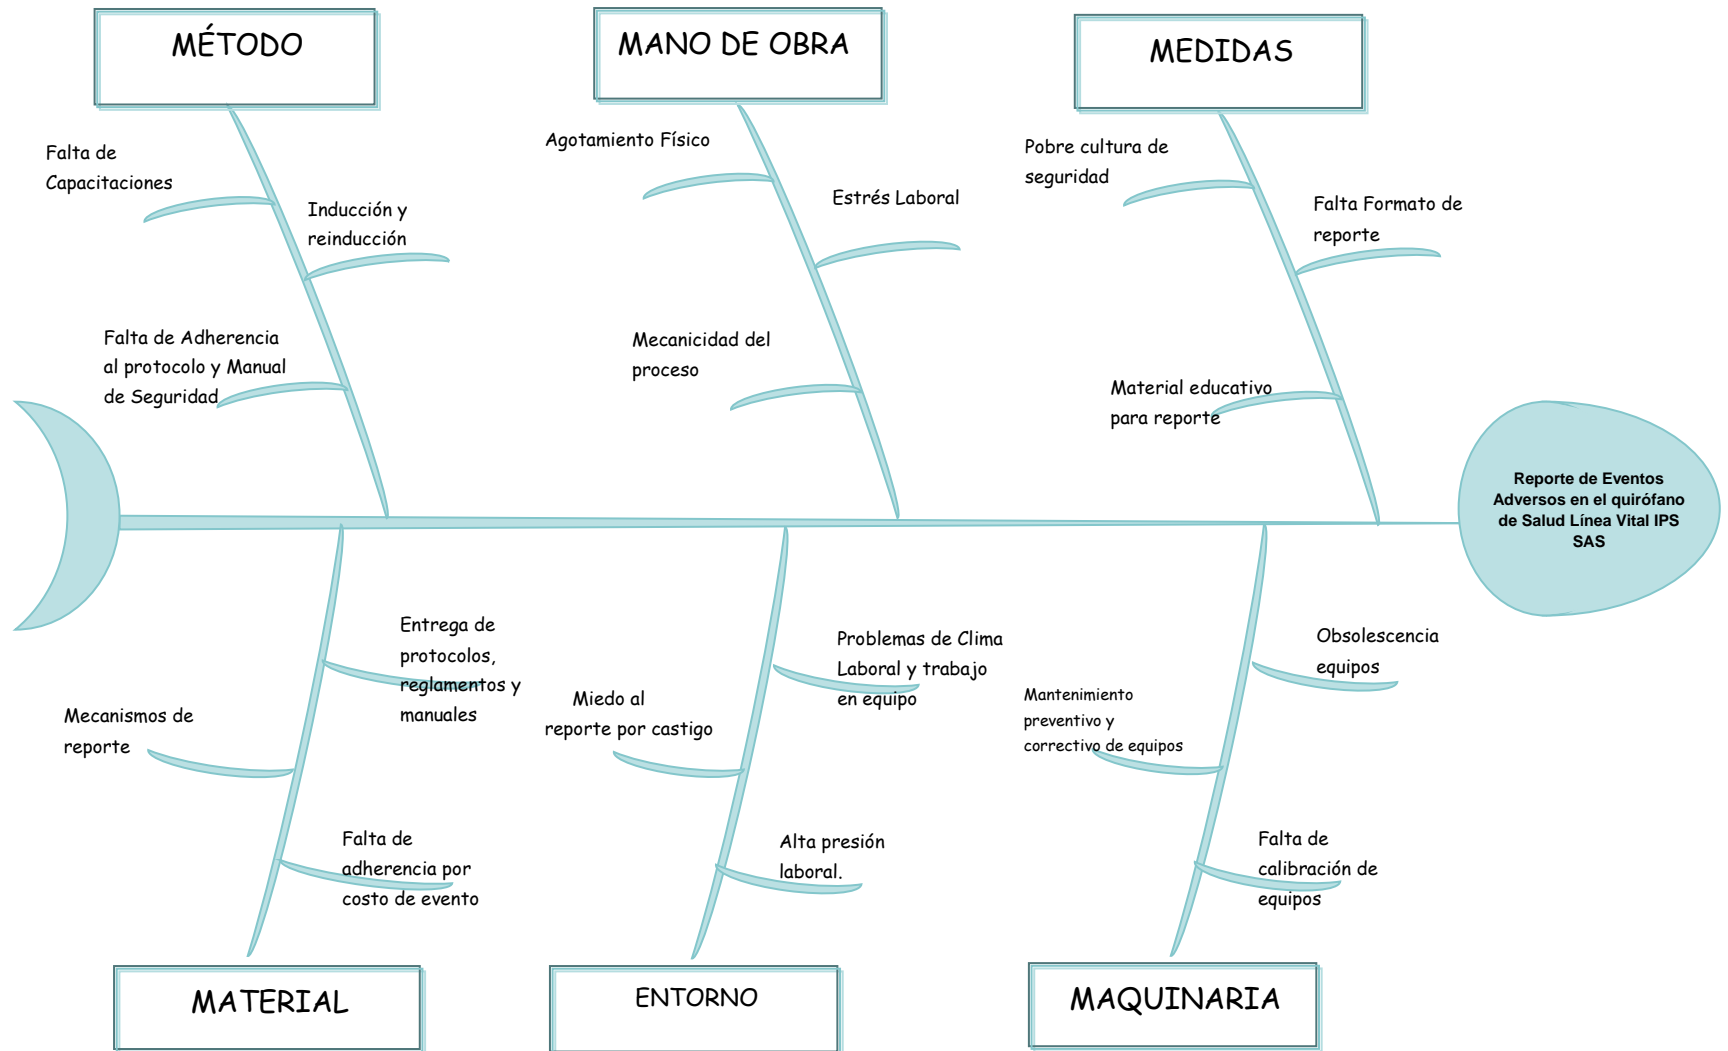 MÉTODO
MANO DE OBRA
MEDIDAS
Falta de
Capacitaciones
Inducción y
reinducción
Falta de Adherencia
al protocolo y Manual
de Seguridad
Agotamiento Físico
Estrés Laboral
Mecanicidad del
proceso
Pobre cultura de
seguridad
Falta Formato de
reporte
Material educativo
para reporte
Reporte de Eventos
Adversos en el quirófano
de Salud Línea Vital IPS
SAS
Entrega de
protocolos,
reglamentos y
manuales
Mecanismos de
reporte
Falta de
adherencia por
costo de evento
Problemas de Clima
Laboral y trabajo
en equipo
Miedo al
reporte por castigo
Alta presión
laboral.
Obsolescencia
equipos
Mantenimiento
preventivo y
correctivo de equipos
Falta de
calibración de
equipos
MATERIAL
ENTORNO
MAQUINARIA